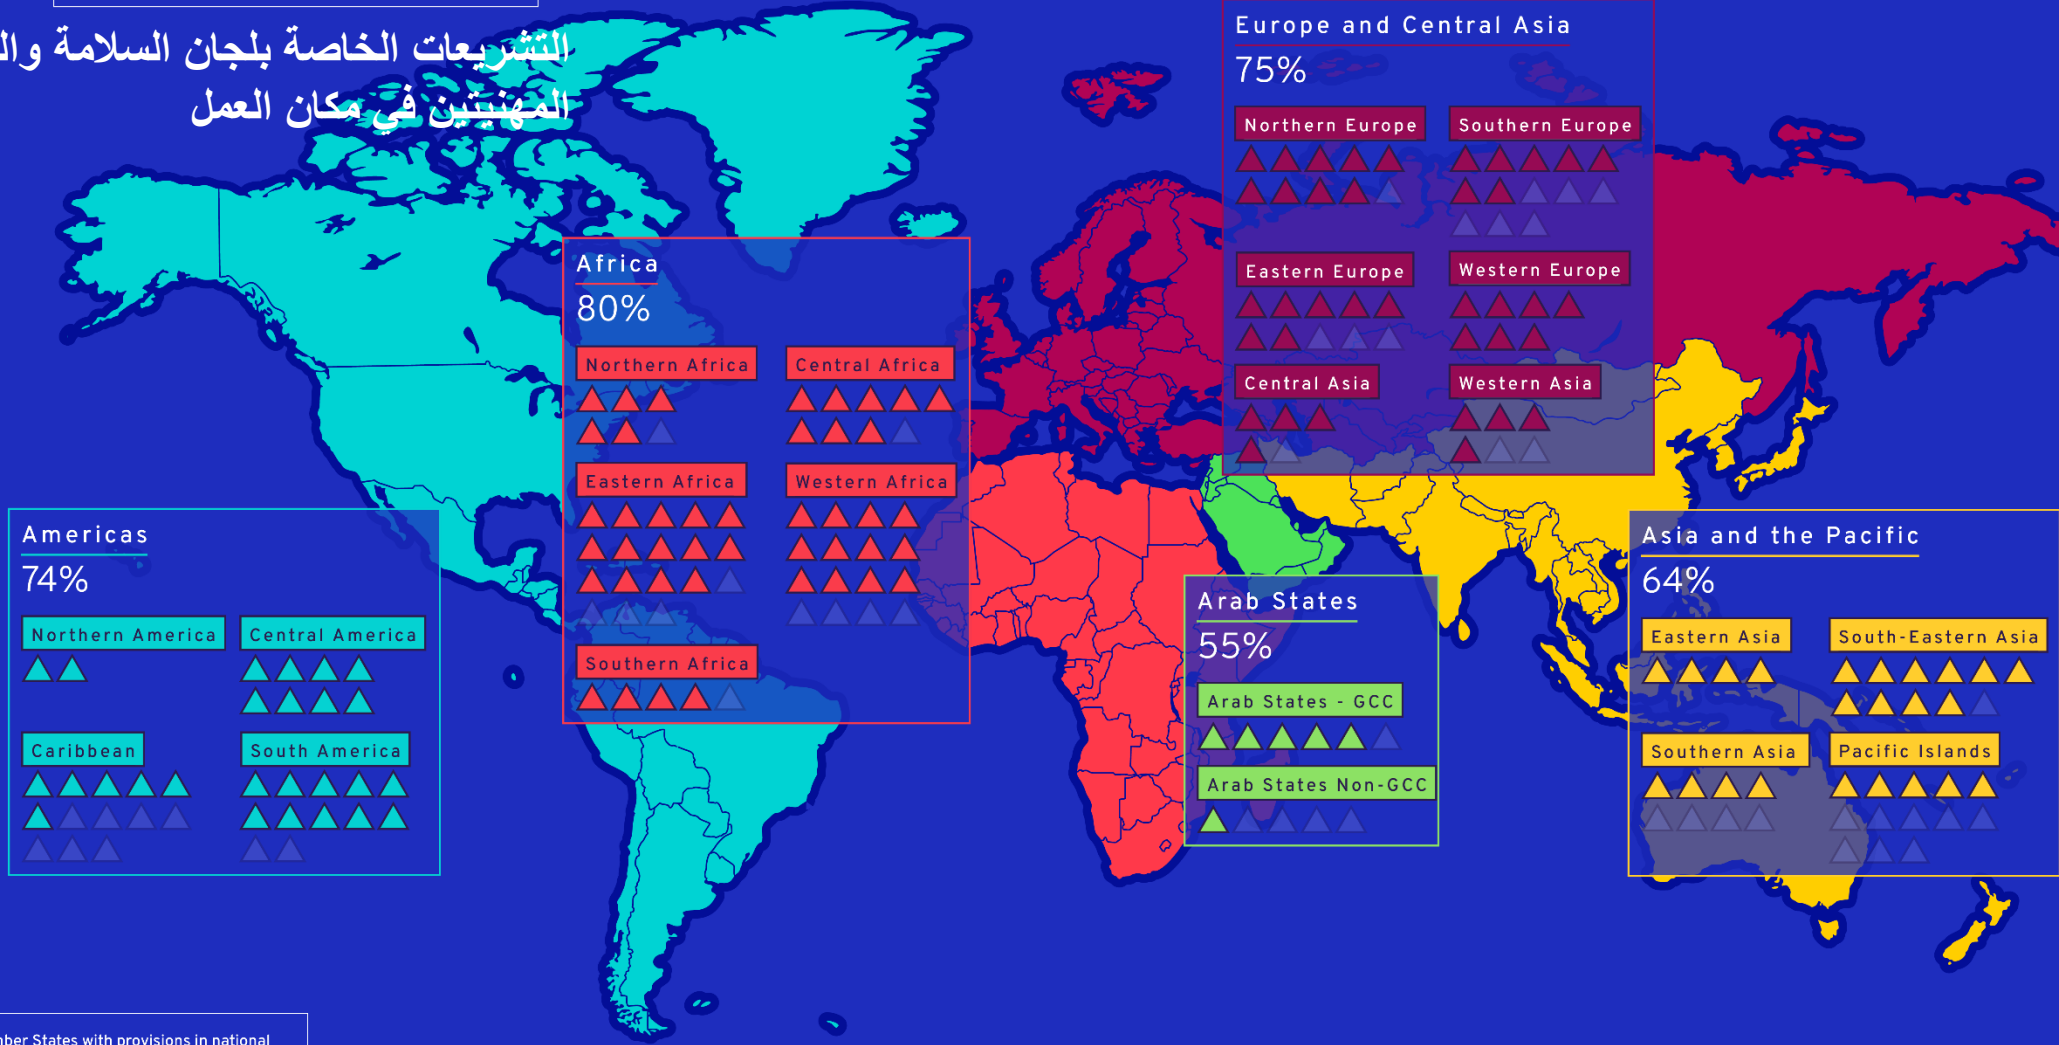 التشريعات الخاصة بلجان السلامة
المهنيتين في مكان العمل
Europe and Central Asia
75%
Northern Europe
Southern Europe
Eastern Europe
Western Europe
Central Asia
Western Asia
Africa
80%
Northern Africa
Central Africa
Eastern Africa
Western Africa
Southern Africa
Americas
74%
Northern America
Central America
Caribbean
South America
Arab States
55%
Arab States - GCC
Arab States Non-GCC
Asia and the Pacific
64%
Eastern Asia
South-Eastern Asia
Southern Asia
Pacific Islands
States with provisions in national